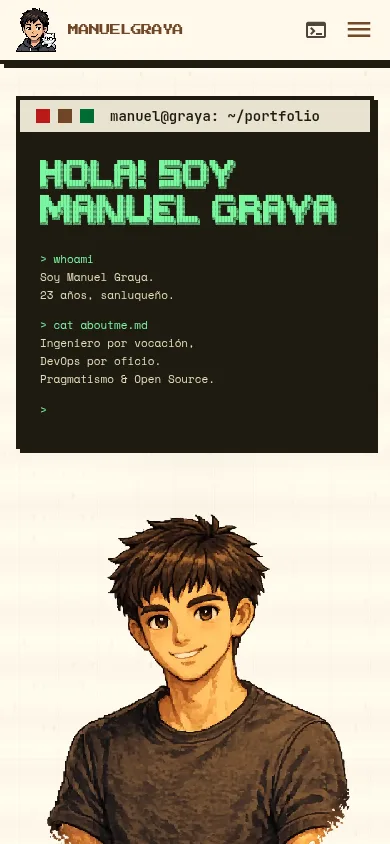 MANUELGRAYA
manuel@graya: ~/portfolio
HOLA! SOY
MANUEL GRAYA
> whoami
Soy Manuel Graya.
23 años, sanluqueño.
> cat aboutme.md
Ingeniero por vocación,
DevOps por oficio.
Pragmatismo & Open Source.
>